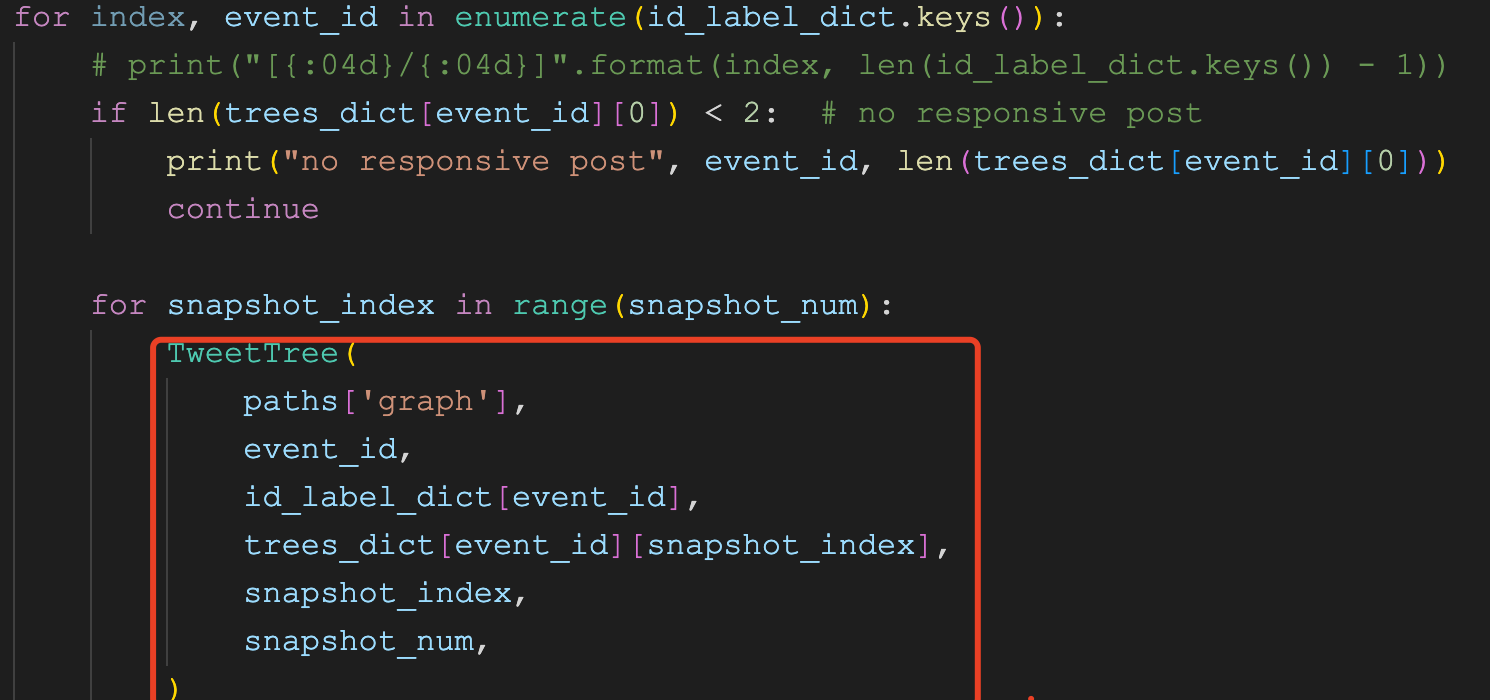 for index, event_id in enumerate(id_label_dict.keys()):
# print("[{:04d}/{:04d}]".format(index, len(id_label_dict.keys()) - 1))
if len(trees_dict[event_id][0]) < 2:  # no responsive post
print("no responsive post", event_id, len(trees_dict[event_id][0]))
continue
for snapshot_index in range(snapshot_num):
TweetTree(
paths['graph'],
event_id,
id_label_dict[event_id],
trees_dict[event_id][snapshot_index],
snapshot_index,
snapshot_num,
)